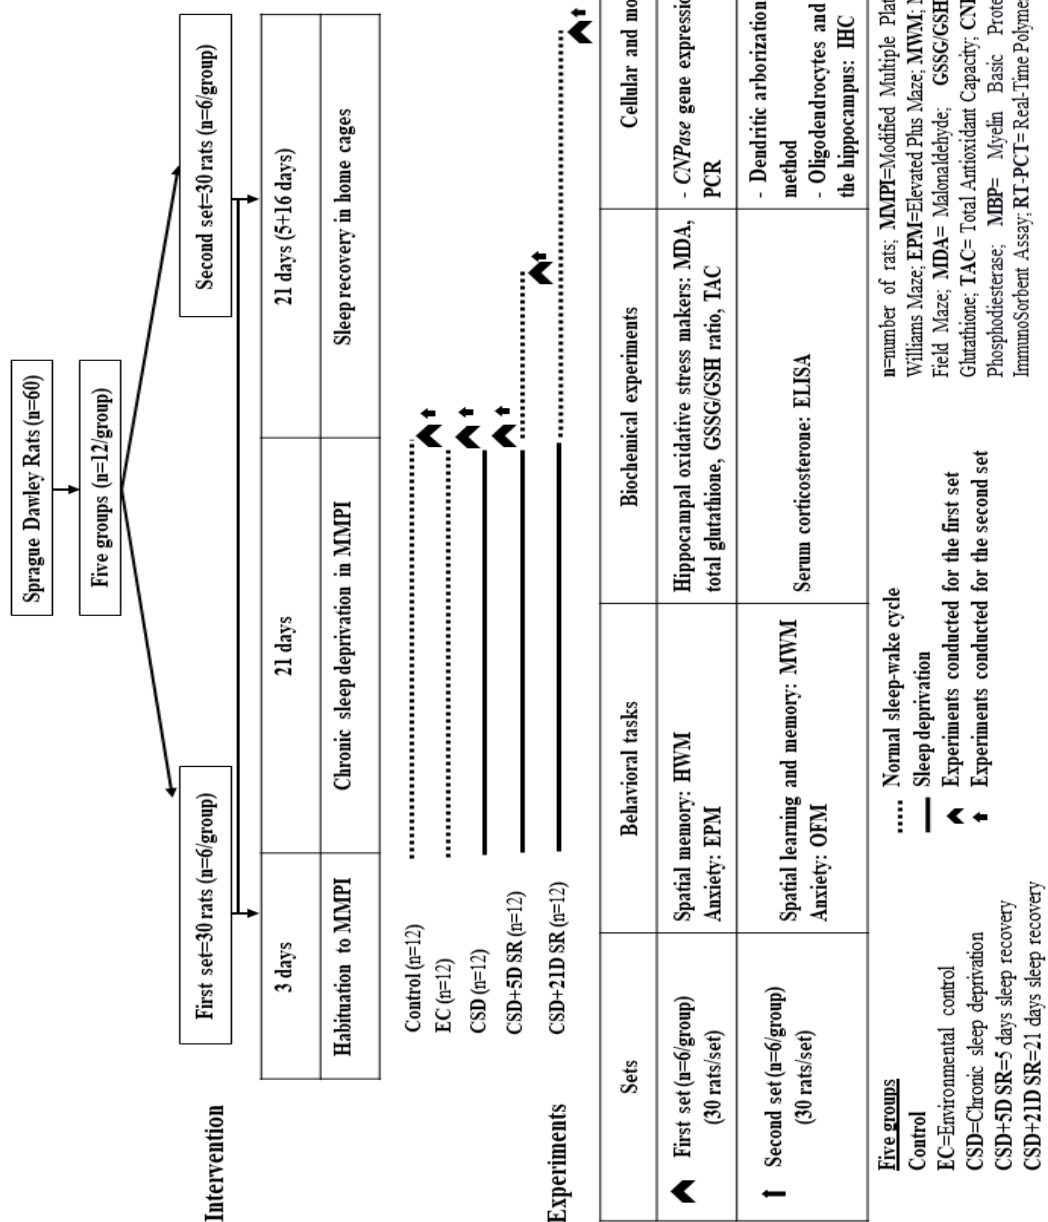 Sprague Dawley Rats (n=60)
Five groups (n=12/group)
Intervention
First set=30 rats (n=6/group)
Second set=30 rats (n=6/group)
3 days
21 days
21 days (5+16 days)
Habituation to MMPI
Chronic sleep deprivation in MMPI
Sleep recovery in home cages
Control (n=12)
EC (n=12)
CSD (n=12)
CSD+5D SR (n=12)
CSD+21D SR (n=12)
Experiments
Sets
Behavioral tasks
Biochemical experiments
Cellular and mo
First set (n=6/group)
(30 rats/set)
Spatial memory: HWM
Anxiety: EPM
Hippocampal oxidative stress makers: MDA,
total glutathione, GSSG/GSH ratio, TAC
- CNPase gene expression
PCR
Second set (n=6/group)
(30 rats/set)
Spatial learning and memory: MWM
Anxiety: OFM
Serum corticosterone: ELISA
- Dendritic arborization
method
- Oligodendrocytes and
the hippocampus: IHC
Five groups
Control
EC=Environmental control
CSD=Chronic sleep deprivation
CSD+5D SR=5 days sleep recovery
CSD+21D SR=21 days sleep recovery
Normal sleep-wake cycle
Sleep deprivation
Experiments conducted for the first set
Experiments conducted for the second set
n=number of rats; MMPI=Modified Multiple Plat
Williams Maze; EPM=Elevated Plus Maze; MWM;
Field Maze; MDA= Malonaldehyde; GSSG/GSH
Glutathione; TAC= Total Antioxidant Capacity; CN
Phosphodiesterase; MBP= Myelin Basic Prote
ImmunoSorbent Assay; RT-PCT= Real-Time Polyme